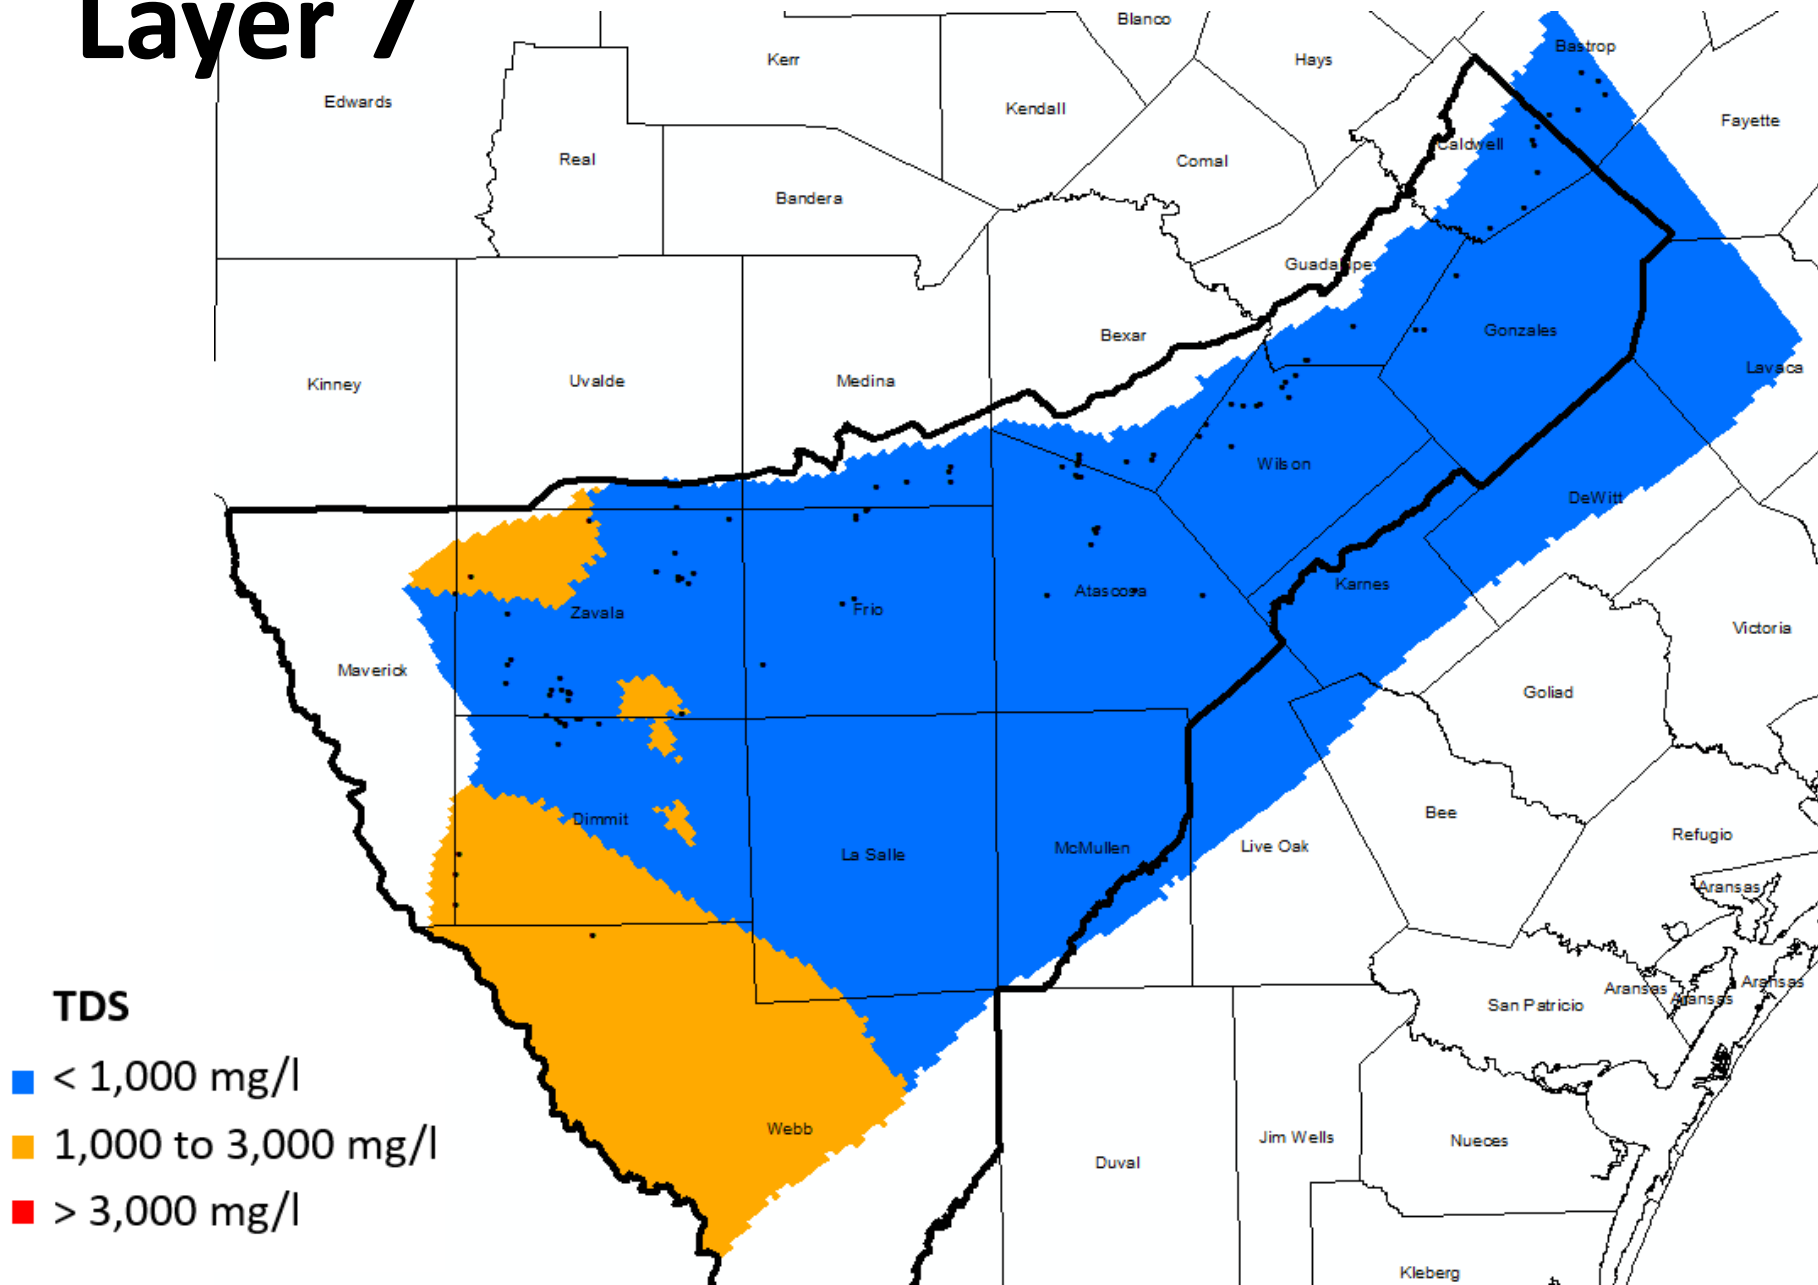 Layer 7
Blanco
Bastrop
Kerr
Hays
Edwards
Kendall
Fayette
Caldwell
Real
Comal
Bandera
Guadalupe
Gonzales
Bexar
Lavaca
Kinney
Uvalde
Medina
Wilson
DeWitt
Karnes
Atascosa
Frio
Zavala
Victoria
Maverick
Goliad
Bee
Dimmit
Refugio
La Salle
McMullen
Live Oak
Aransas
Aransas
Aransas
Aransas
San Patricio
TDS
< 1,000 mg/l
Webb
Jim Wells
Nueces
1,000 to 3,000 mg/l
Duval
> 3,000 mg/l
Kleberg